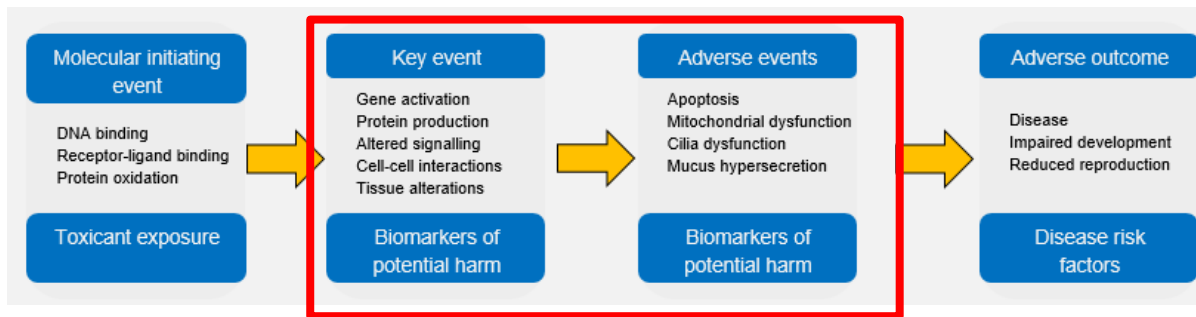 Molecular initiating
event
DNA binding
Receptor-ligand binding
Protein oxidation
Toxicant exposure
Key event
Gene activation
Protein production
Altered signalling
Cell-cell interactions
Tissue alterations
Biomarkers of
potential harm
Adverse events
Apoptosis
Mitochondrial dysfunction
Cilia dysfunction
Mucus hypersecretion
Biomarkers of
potential harm
Adverse outcome
Disease
Impaired development
Reduced reproduction
Disease risk
factors